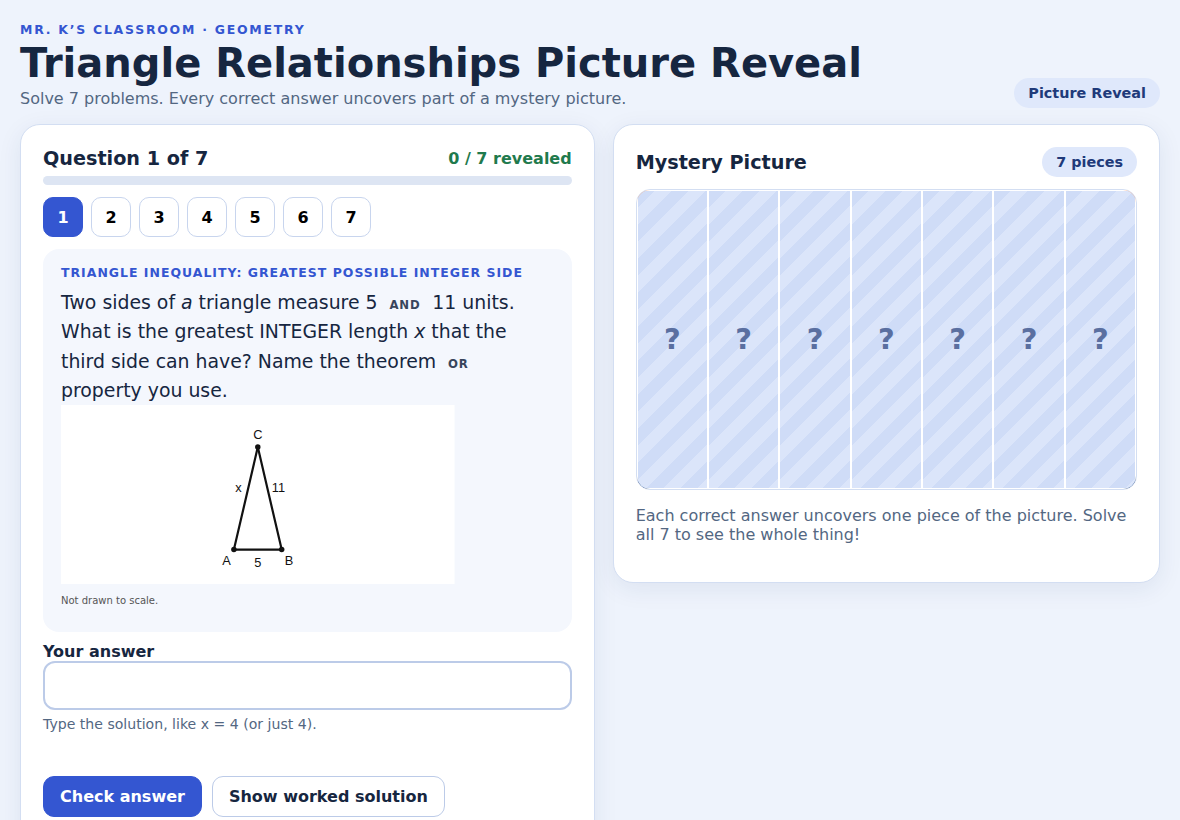 MR. K'S CLASSROOM · GEOMETRY
Triangle Relationships Picture Reveal
Solve 7 problems. Every correct answer uncovers part of a mystery picture.
Picture Reveal
Question 1 of 7
0 / 7 revealed
1 2 3 4 5 6 7
TRIANGLE INEQUALITY: GREATEST POSSIBLE INTEGER SIDE
Two sides of a triangle measure 5 AND 11 units.
What is the greatest INTEGER length x that the
third side can have? Name the theorem OR
property you use.
C
x 11
A 5 B
Not drawn to scale.
Your answer
Type the solution, like x = 4 (or just 4).
Check answer
Show worked solution
Mystery Picture
7 pieces
? ? ? ? ? ? ?
Each correct answer uncovers one piece of the picture. Solve
all 7 to see the whole thing!